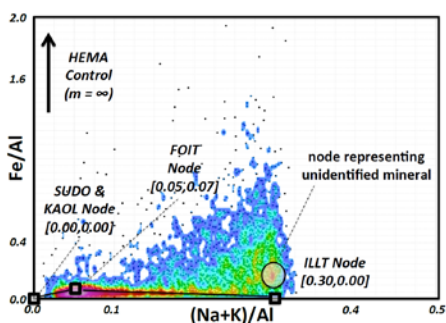 2.0
HEMA
Control
(m = ∞)
1.6
FOIT
Node
[0.05,0.07]
node representing
unidentified mineral
SUDO &
KAOL Node
[0.00,0.00]
Fe/Al
0.4
ILLT Node
[0.30,0.00]
0.0
0.0
0.1
(Na+K)/Al
0.4
0.5